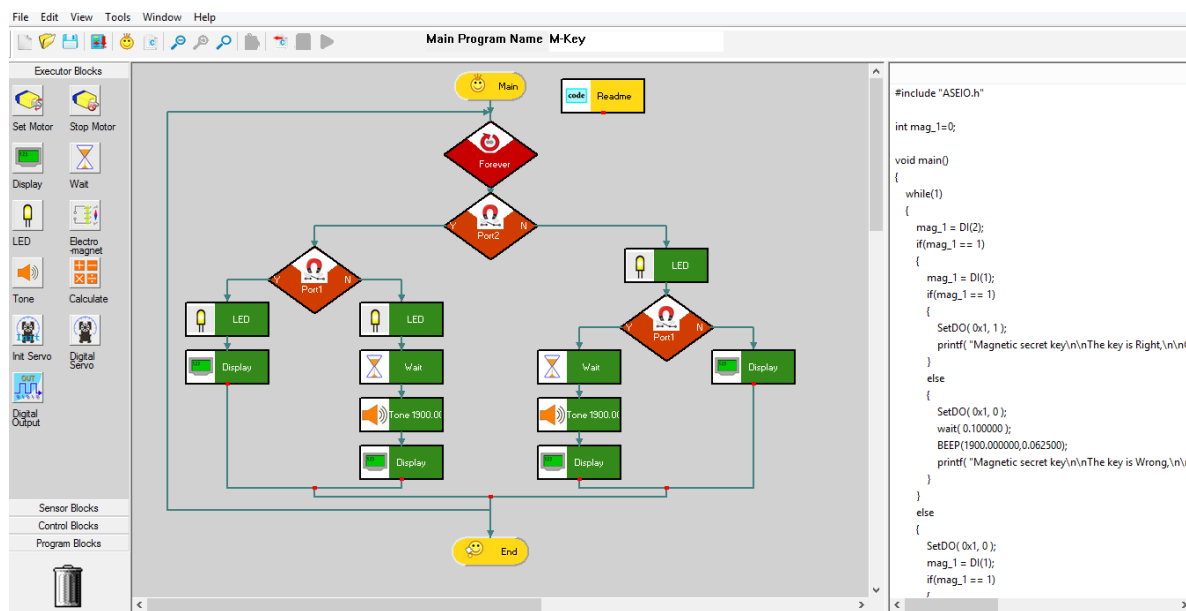 File Edit View Tools Window Help
Main Program Name M-Key
Executor Blocks
Set Motor Stop Motor
Display Wait
LED Electro
-magnet
Tone Calculate
Init Servo Digital
Servo
Digital
Output
Sensor Blocks
Control Blocks
Program Blocks
Main
code Readme
Forever
Y Port2 N
Y Port1 N
LED
LED
LED
Display
Wait
Y Port1 N
Wait
Display
Tone 1900.00
Tone 1900.00
Display
Display
End
#include "ASEIO.h"
int mag_1=0;
void main()
{
while(1)
{
mag_1 = DI(2);
if(mag_1 == 1)
{
mag_1 = DI(1);
if(mag_1 == 1)
{
SetDO( 0x1, 1 );
printf( "Magnetic secret key\n\nThe key is Right,\n\n
}
else
{
SetDO( 0x1, 0 );
wait( 0.100000 );
BEEP(1900.000000,0.062500);
printf( "Magnetic secret key\n\nThe key is Wrong,\n\n
}
}
else
{
SetDO( 0x1, 0 );
mag_1 = DI(1);
if(mag_1 == 1)